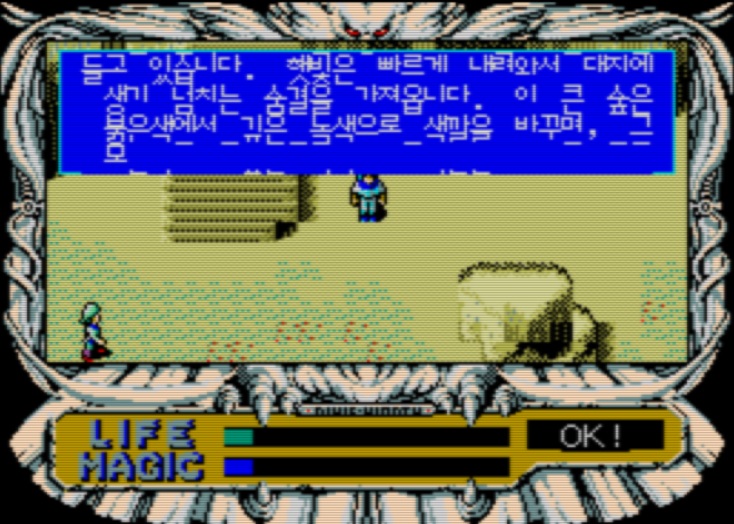 들고 있습니다. 햇빛은 빠르게 내려와서 대지에
생기 넘치는 숨결을 가져옵니다. 이 큰 숲은
붉은색에서 깊은 녹색으로 색깔을 바꾸며, 그
모
LIFE
MAGIC
OK!